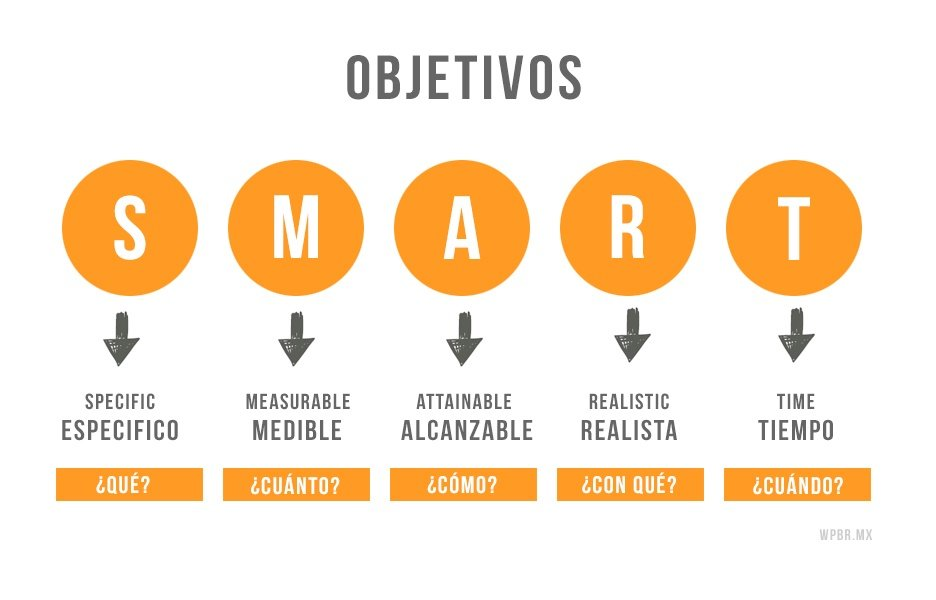 OBJETIVOS
S M A R T
SPECIFIC MEASURABLE ATTAINABLE REALISTIC TIME
ESPECIFICO MEDIBLE ALCANZABLE REALISTA TIEMPO
¿QUÉ? ¿CUÁNTO? ¿CÓMO? ¿CON QUÉ? ¿CUÁNDO?
WPBR.MX